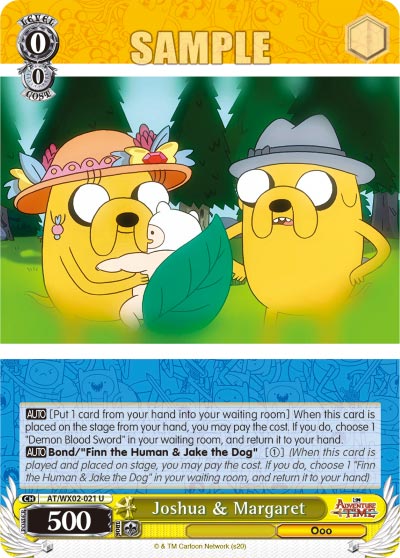 LEVEL
0
0
COST
SAMPLE
AUTO [Put 1 card from your hand into your waiting room] When this card is
placed on the stage from your hand, you may pay the cost. If you do, choose 1
"Demon Blood Sword" in your waiting room, and return it to your hand.
AUTO Bond/"Finn the Human & Jake the Dog" [①] (When this card is
played and placed on stage, you may pay the cost. If you do, choose 1 "Finn
the Human & Jake the Dog" in your waiting room, and return it to your hand)
CH AT/WX02-021 U
POWER 500
Joshua & Margaret
ADVENTURE TIME
Ooo
© & TM Cartoon Network (s20)